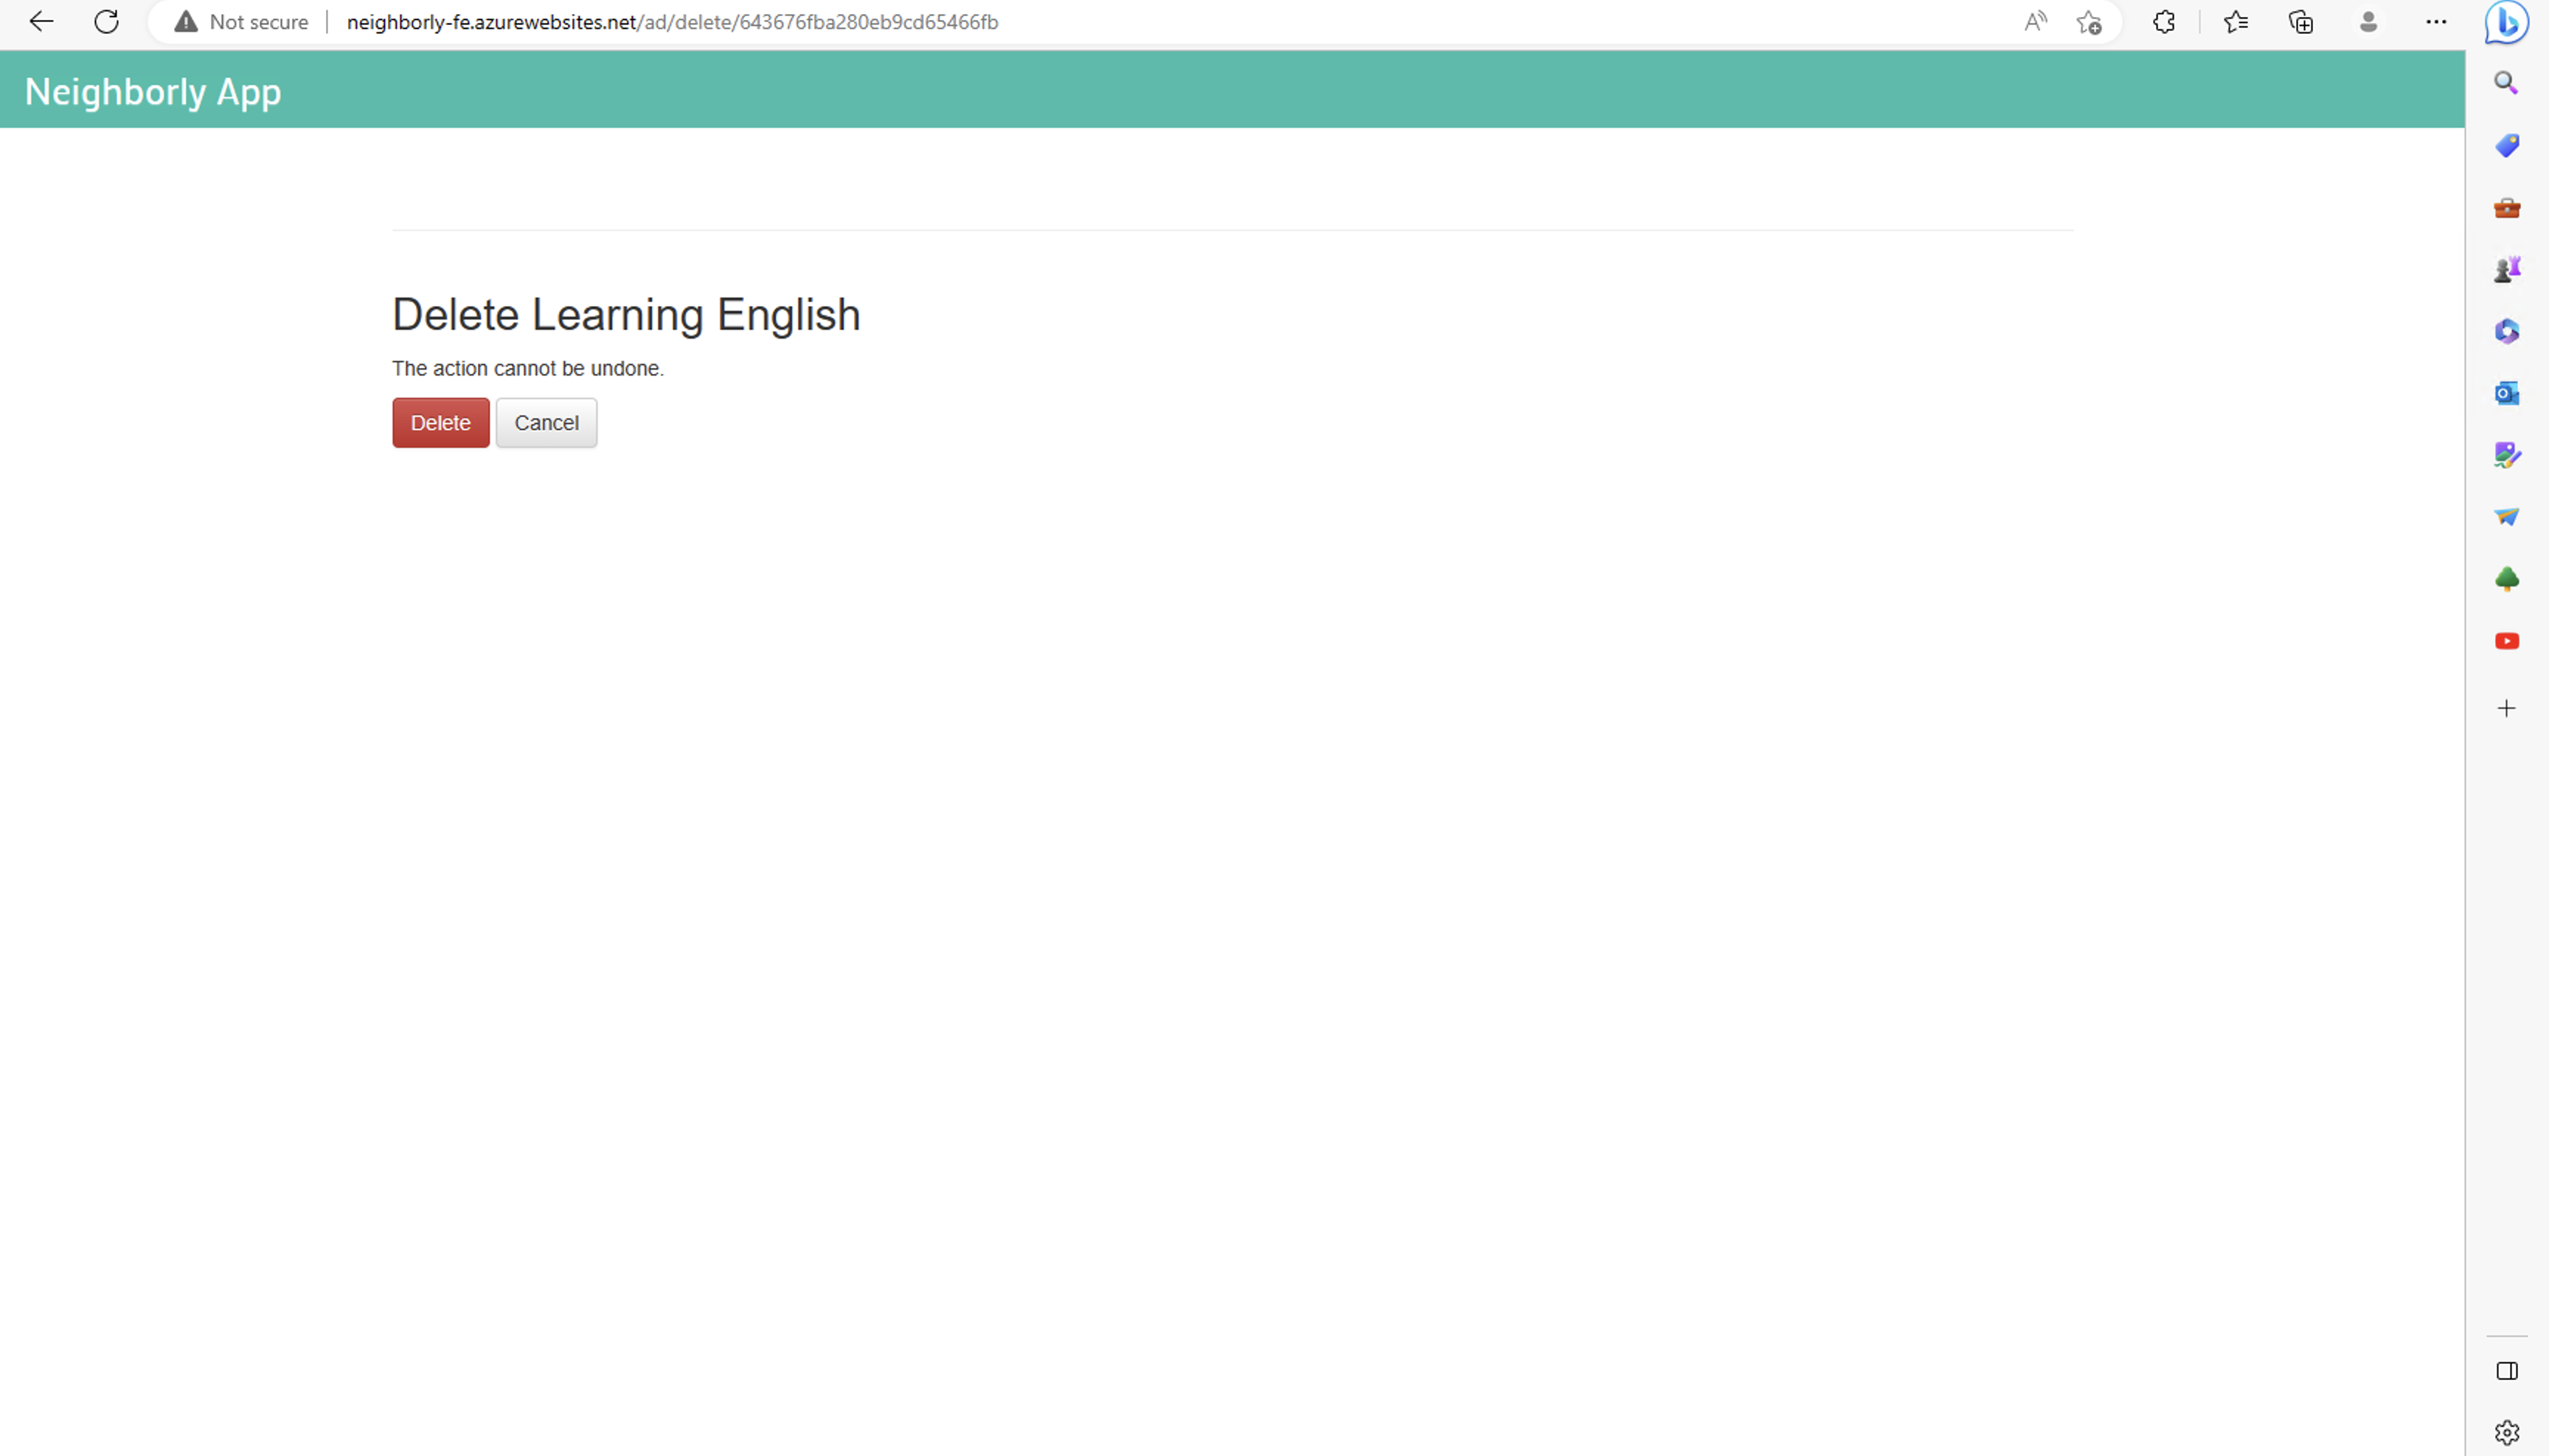 Not secure
neighborly-fe.azurewebsites.net/ad/delete/643676fba280eb9cd65466fb
Neighborly App
Delete Learning English
The action cannot be undone.
Delete Cancel